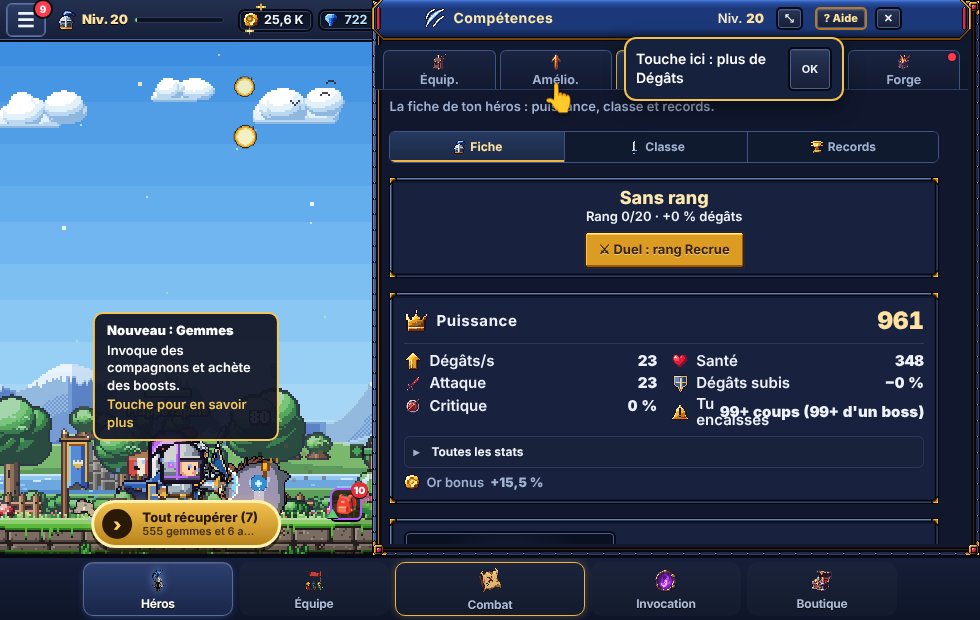 9
Niv. 20
25,6 K
722
Compétences
Niv. 20
? Aide
Équip.
Amélio.
Forge
Touche ici : plus de
Dégâts
OK
La fiche de ton héros : puissance, classe et records.
Fiche
Classe
Records
Sans rang
Rang 0/20 · +0 % dégâts
Duel : rang Recrue
Puissance
961
Dégâts/s
23
Santé
348
Attaque
23
Dégâts subis
−0 %
Critique
0 %
Tu
encaisses
99+ coups (99+ d'un boss)
Toutes les stats
Or bonus +15,5 %
Nouveau : Gemmes
Invoque des
compagnons et achète
des boosts.
Touche pour en savoir
plus
10
Tout récupérer (7)
555 gemmes et 6 a...
Héros
Équipe
Combat
Invocation
Boutique